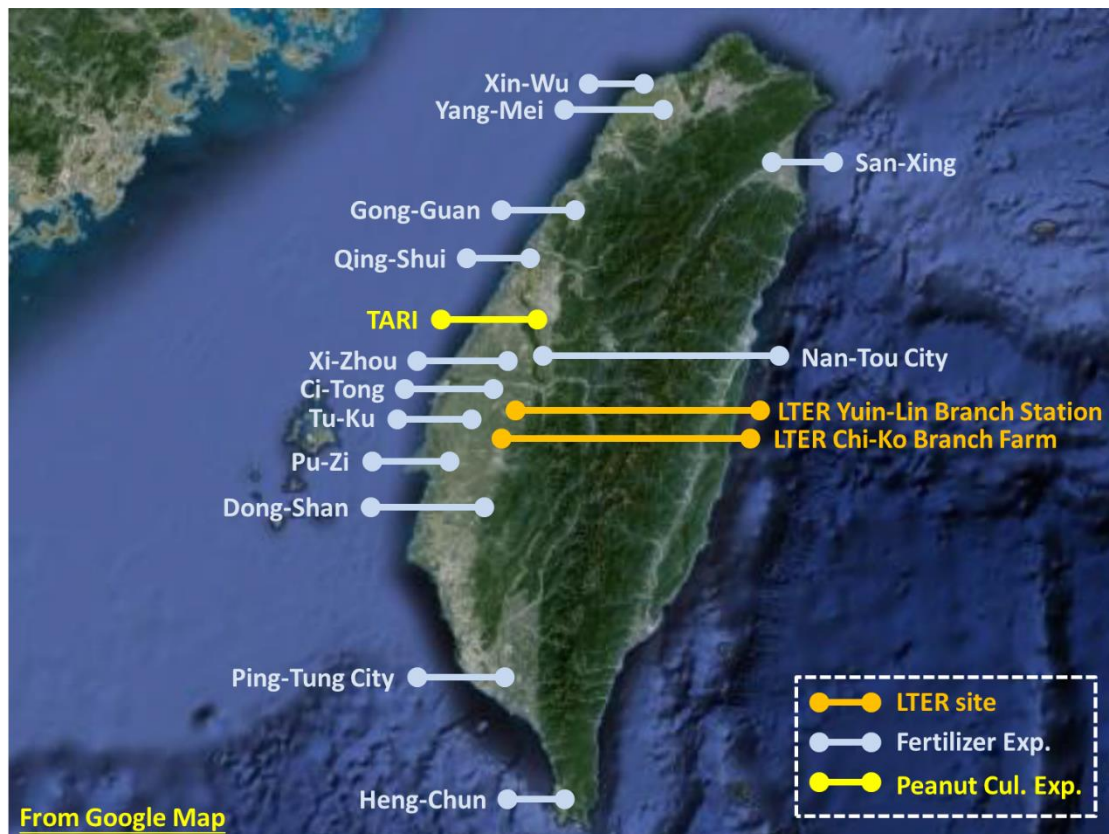 Xin-Wu
Yang-Mei
San-Xing
Gong-Guan
Qing-Shui
TARI
Xi-Zhou
Nan-Tou City
Ci-Tong
Tu-Ku
LTER Yuin-Lin Branch Station
LTER Chi-Ko Branch Farm
Pu-Zi
Dong-Shan
Ping-Tung City
Heng-Chun
LTER site
Fertilizer Exp.
Peanut Cul. Exp.
From Google Map